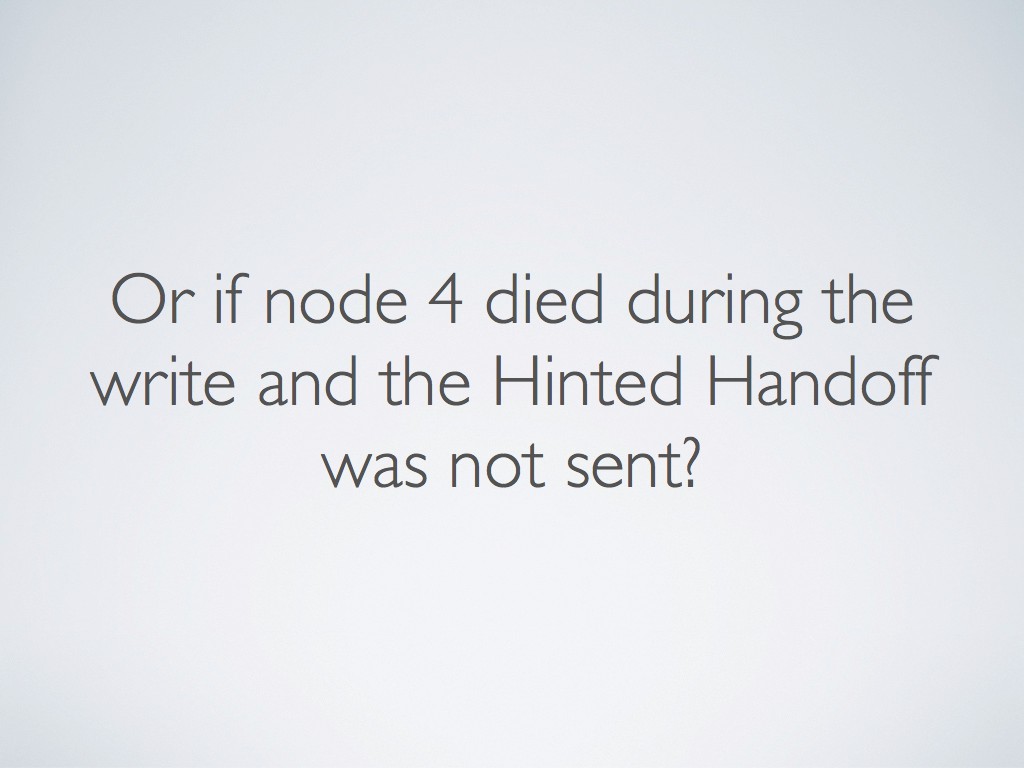 Or if node 4 died during the
write and the Hinted Handoff
was not sent?